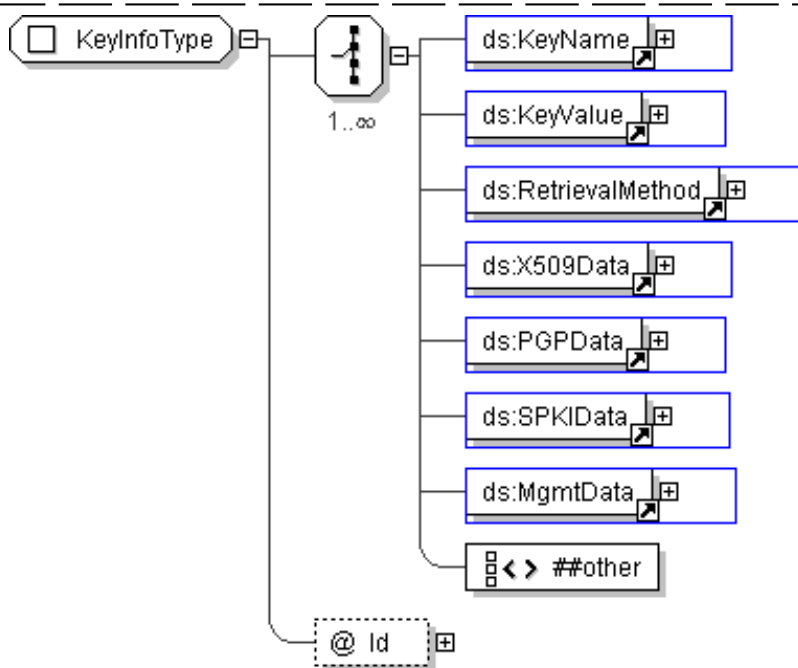 KeyInfoType
1..∞
ds:KeyName
ds:KeyValue
ds:RetrievalMethod
ds:X509Data
ds:PGPData
ds:SPKIData
ds:MgmtData
##other
@ Id